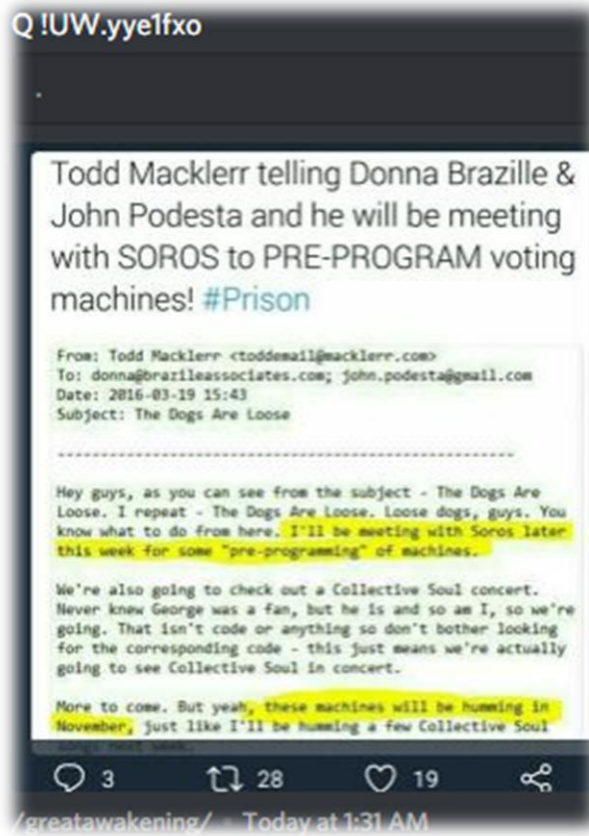 Q !UW.yye1fxo
.
Todd Macklerr telling Donna Brazille &
John Podesta and he will be meeting
with SOROS to PRE-PROGRAM voting
machines! #Prison
From: Todd Macklerr <toddemail@macklerr.com>
To: donna@brazileassociates.com; john.podesta@gmail.com
Date: 2016-03-19 15:43
Subject: The Dogs Are Loose
--------------------------------------------------------
Hey guys, as you can see from the subject - The Dogs Are
Loose. I repeat - The Dogs Are Loose. Loose dogs, guys. You
know what to do from here. I'll be meeting with Soros later
this week for some "pre-programming" of machines.
We're also going to check out a Collective Soul concert.
Never knew George was a fan, but he is and so am I, so we're
going. That isn't code or anything so don't bother looking
for the corresponding code - this just means we're actually
going to see Collective Soul in concert.
More to come. But yeah, these machines will be humming in
November, just like I'll be humming a few Collective Soul
songs next week.
3 28 19
/greatawakening/ Today at 1:31 AM